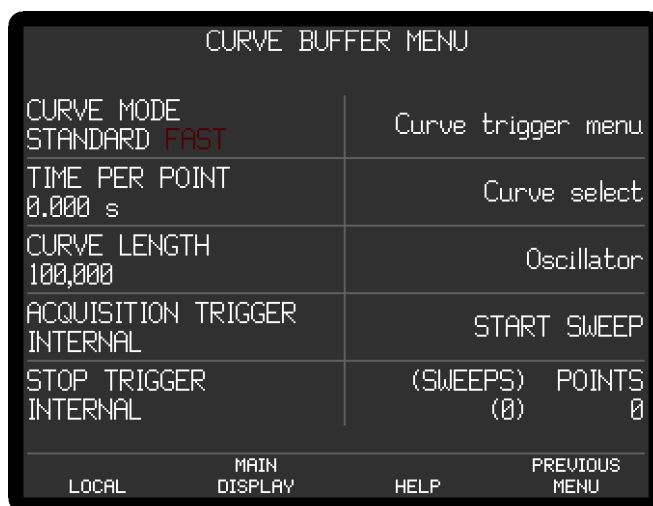 CURVE BUFFER MENU
CURVE MODE
STANDARD FAST
Curve trigger menu
TIME PER POINT
0.000 s
Curve select
CURVE LENGTH
100,000
Oscillator
ACQUISITION TRIGGER
INTERNAL
START SWEEP
STOP TRIGGER
INTERNAL
(SWEEPS) POINTS
(0) 0
LOCAL
MAIN
DISPLAY
HELP
PREVIOUS
MENU